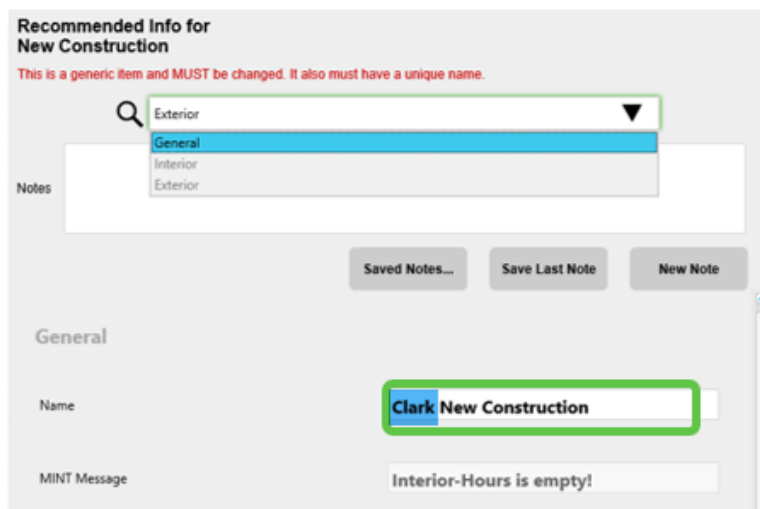 Recommended Info for
New Construction
This is a generic item and MUST be changed. It also must have a unique name.
Exterior
General
Interior
Exterior
Notes
Saved Notes... Save Last Note New Note
General
Name Clark New Construction
MINT Message Interior-Hours is empty!